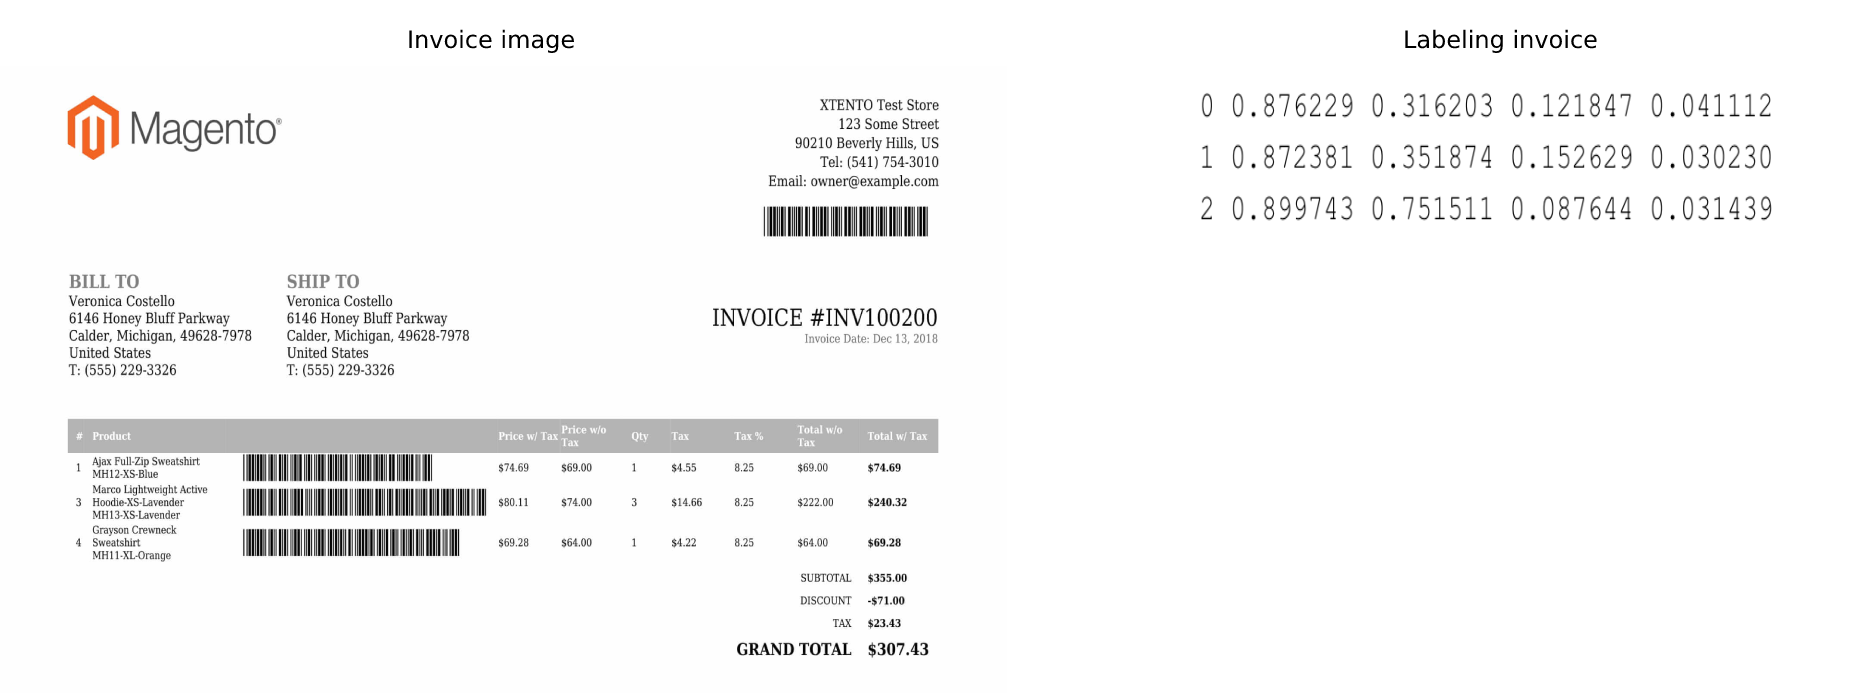 Invoice image
Magento®
XTENTO Test Store
123 Some Street
90210 Beverly Hills, US
Tel: (541) 754-3010
Email: owner@example.com
BILL TO
Veronica Costello
6146 Honey Bluff Parkway
Calder, Michigan, 49628-7978
United States
T: (555) 229-3326
SHIP TO
Veronica Costello
6146 Honey Bluff Parkway
Calder, Michigan, 49628-7978
United States
T: (555) 229-3326
INVOICE #INV100200
Invoice Date: Dec 13, 2018
# Product Price w/ Tax Price w/o Tax Qty Tax Tax % Total w/o Tax Total w/ Tax
1 Ajax Full-Zip Sweatshirt $74.69 $69.00 1 $4.55 8.25 $69.00 $74.69
MH12-XS-Blue
Marco Lightweight Active
3 Hoodie-XS-Lavender $80.11 $74.00 3 $14.66 8.25 $222.00 $240.32
MH13-XS-Lavender
Grayson Crewneck
4 Sweatshirt $69.28 $64.00 1 $4.22 8.25 $64.00 $69.28
MH11-XL-Orange
SUBTOTAL $355.00
DISCOUNT -$71.00
TAX $23.43
GRAND TOTAL $307.43
Labeling invoice
0 0.876229 0.316203 0.121847 0.041112
1 0.872381 0.351874 0.152629 0.030230
2 0.899743 0.751511 0.087644 0.031439